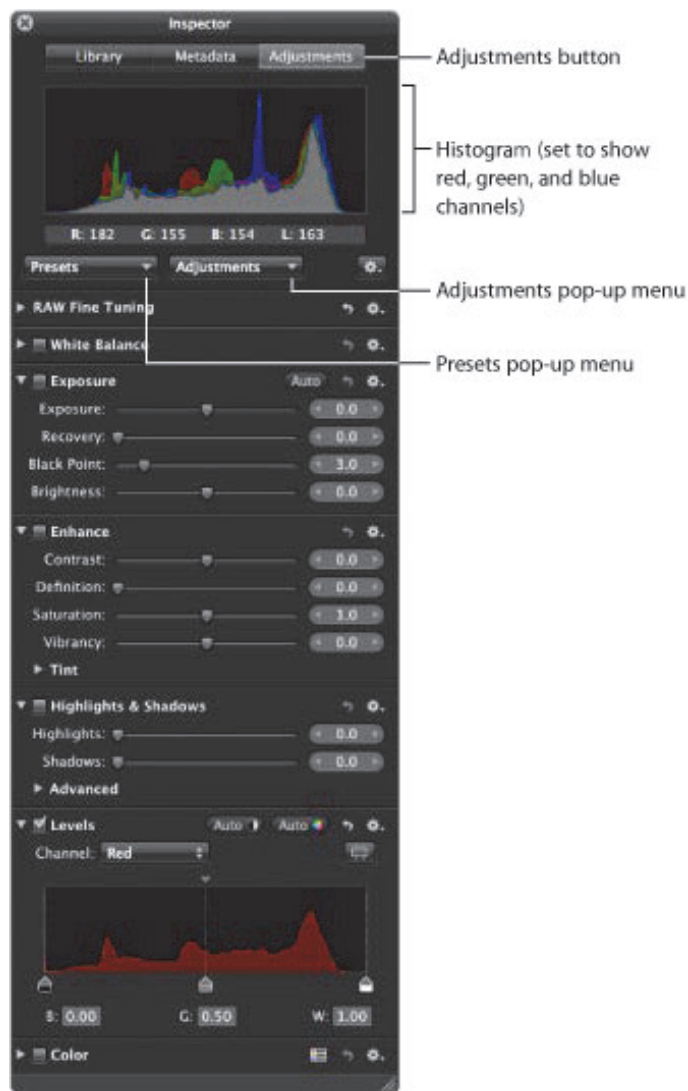 Inspector
Library Metadata Adjustments
Adjustments button
Histogram (set to show
red, green, and blue
channels)
R: 182 G: 155 B: 154 L: 163
Presets Adjustments
Adjustments pop-up menu
RAW Fine Tuning
White Balance
Presets pop-up menu
Exposure Auto
Exposure: 0.0
Recovery: 0.0
Black Point: 3.0
Brightness: 0.0
Enhance
Contrast: 0.0
Definition: 0.0
Saturation: 1.0
Vibrancy: 0.0
Tint
Highlights & Shadows
Highlights: 0.0
Shadows: 0.0
Advanced
Levels Auto Auto
Channel: Red
B: 0.00 G: 0.50 W: 1.00
Color